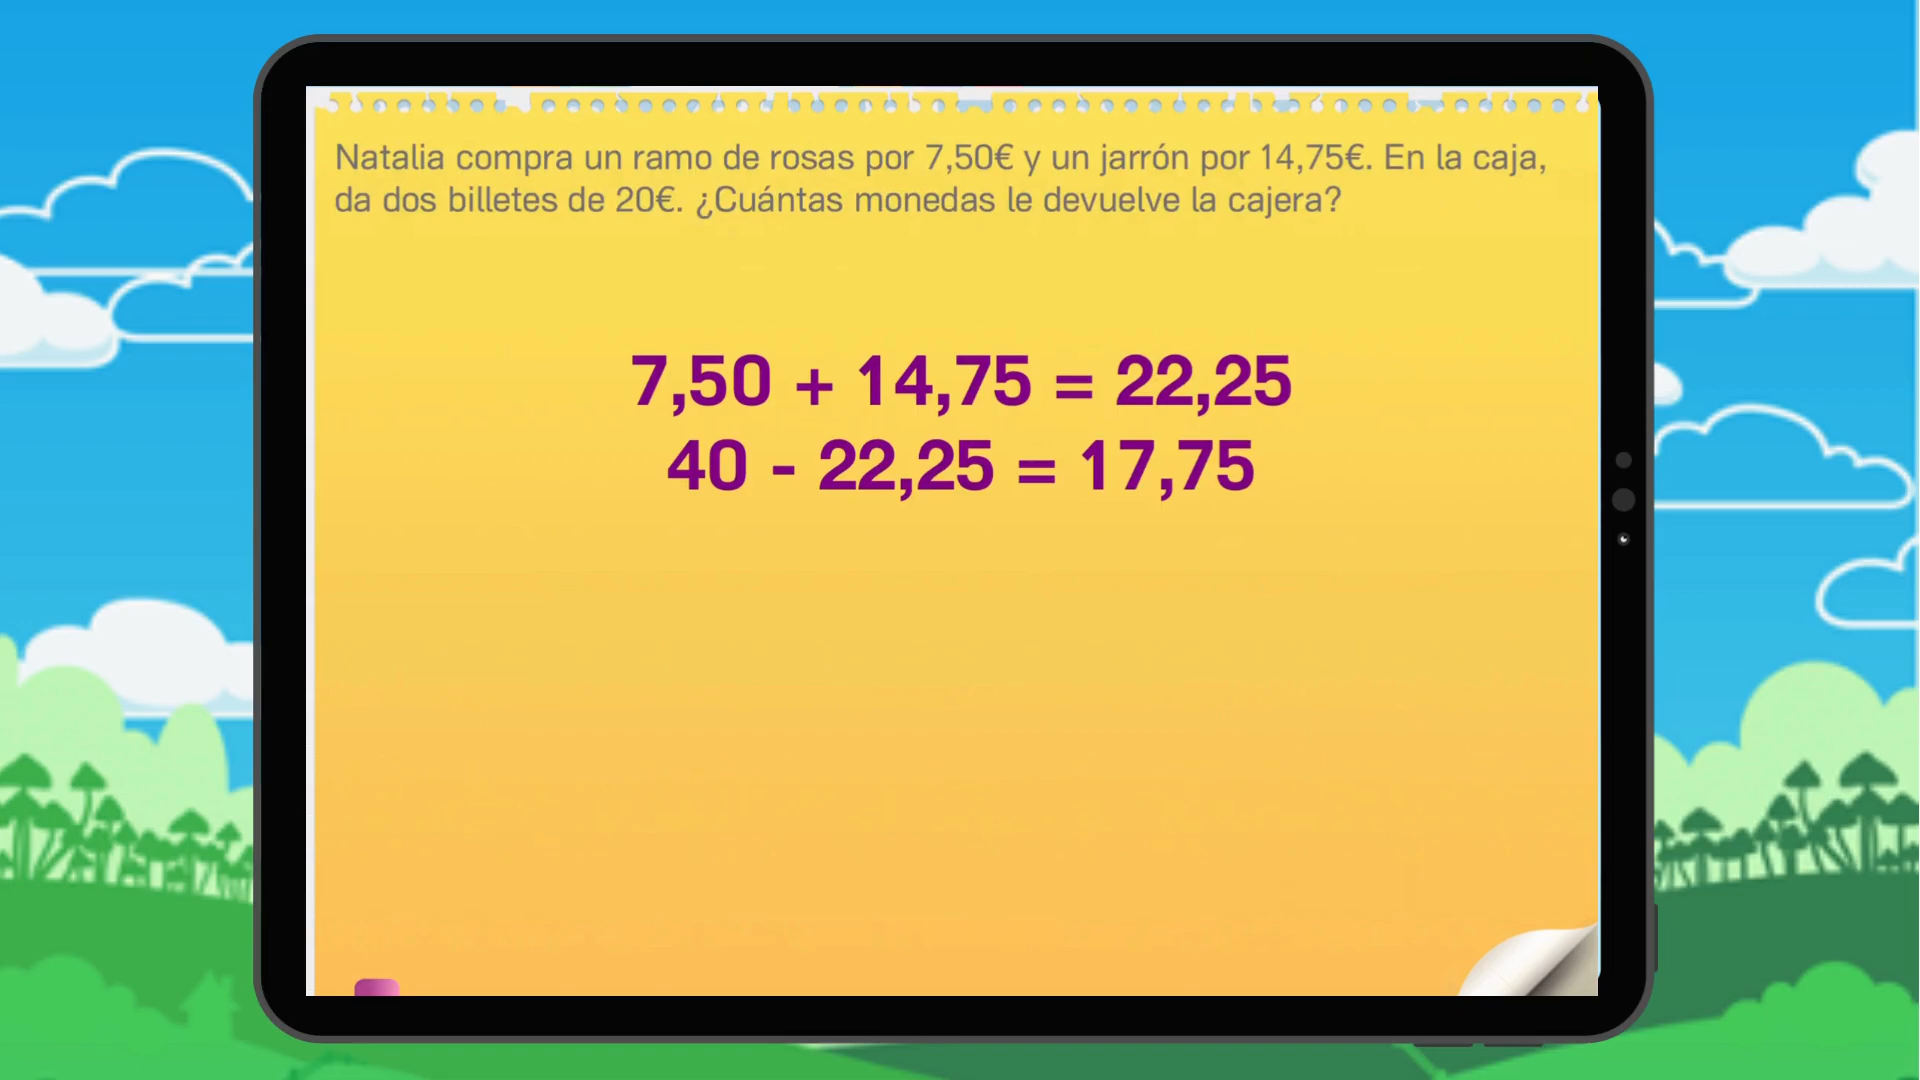 Natalia compra un ramo de rosas por 7,50€ y un jarrón por 14,75€. En la caja,
da dos billetes de 20€. ¿Cuántas monedas le devuelve la cajera?
7,50 + 14,75 = 22,25
40 - 22,25 = 17,75